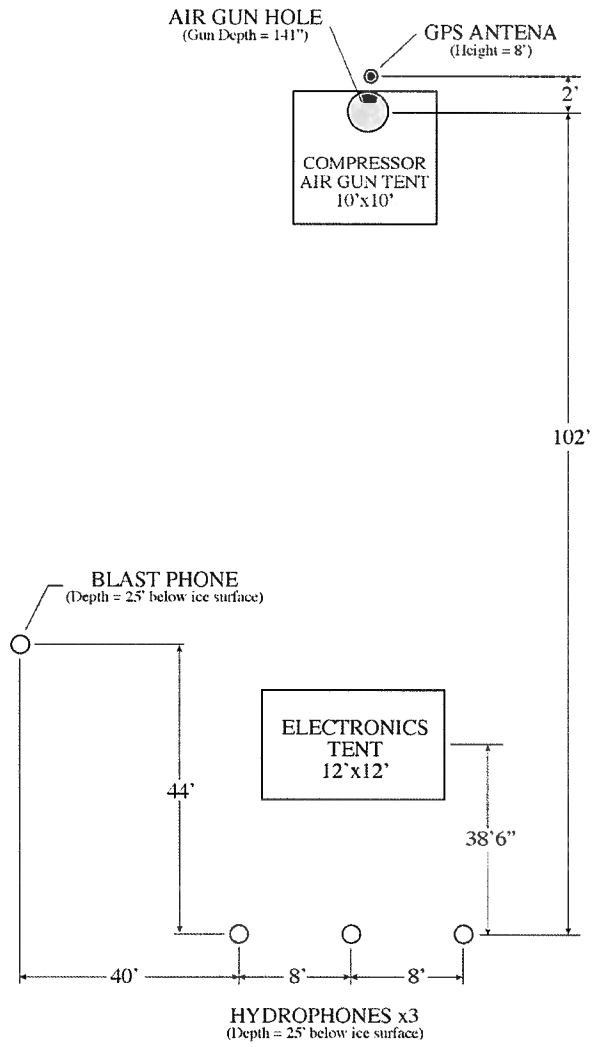 AIR GUN HOLE
(Gun Depth = 141")
GPS ANTENA
(Height = 8')
2'
COMPRESSOR
AIR GUN TENT
10'x10'
102'
BLAST PHONE
(Depth = 25' below ice surface)
ELECTRONICS
TENT
12'x12'
44'
38'6"
40'
8'
8'
HYDROPHONES x3
(Depth = 25' below ice surface)